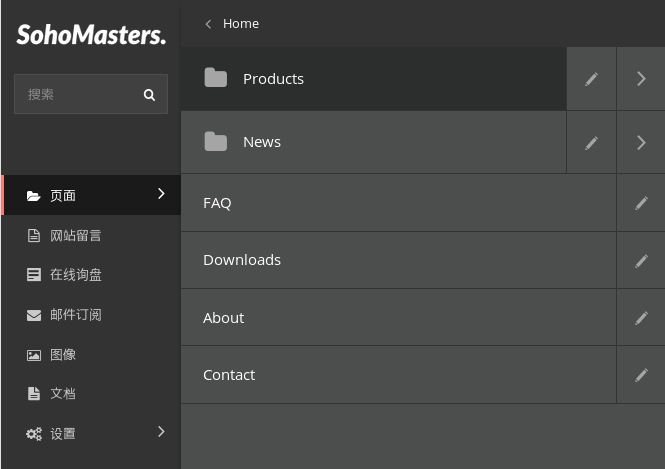 SohoMasters.
搜索
页面
网站留言
在线询盘
邮件订阅
图像
文档
设置
Home
Products
News
FAQ
Downloads
About
Contact